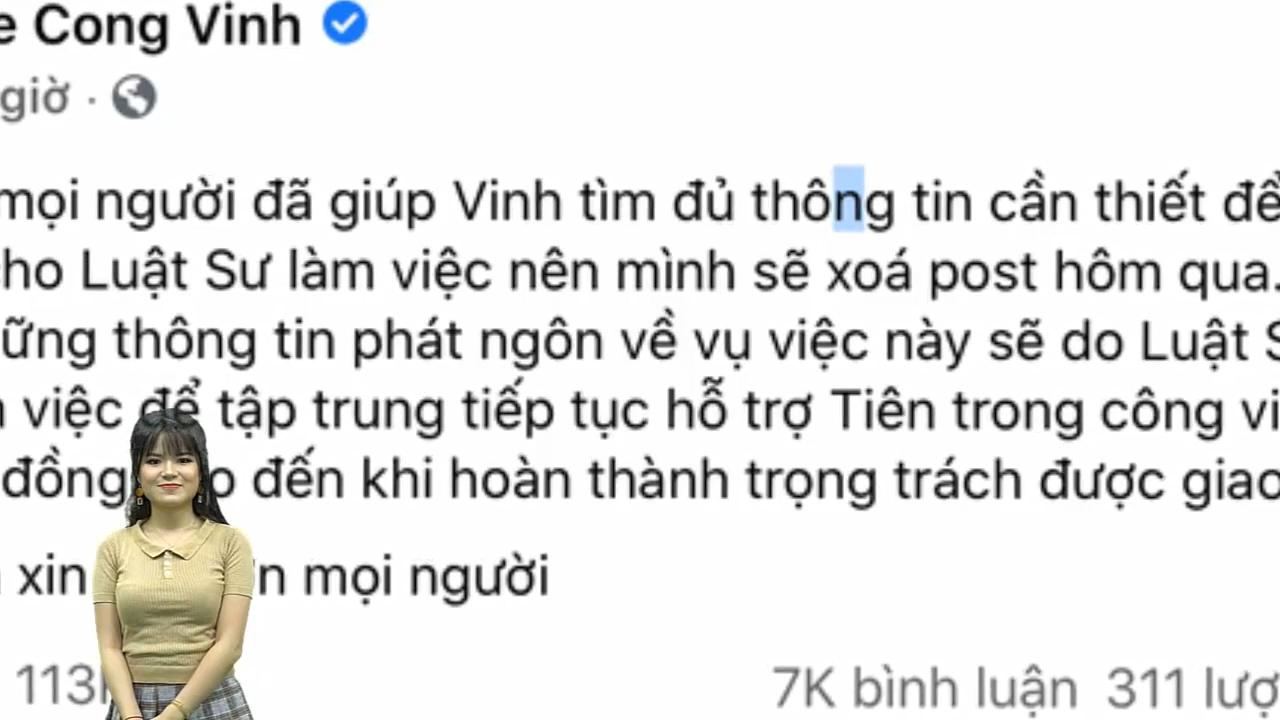 e Cong Vinh
giờ ·
mọi người đã giúp Vinh tìm đủ thông tin cần thiết để
cho Luật Sư làm việc nên mình sẽ xoá post hôm qua.
ững thông tin phát ngôn về vụ việc này sẽ do Luật S
việc để tập trung tiếp tục hỗ trợ Tiên trong công vi
đồng đến khi hoàn thành trọng trách được giao
xin mọi người
113
7K bình luận 311 lượ